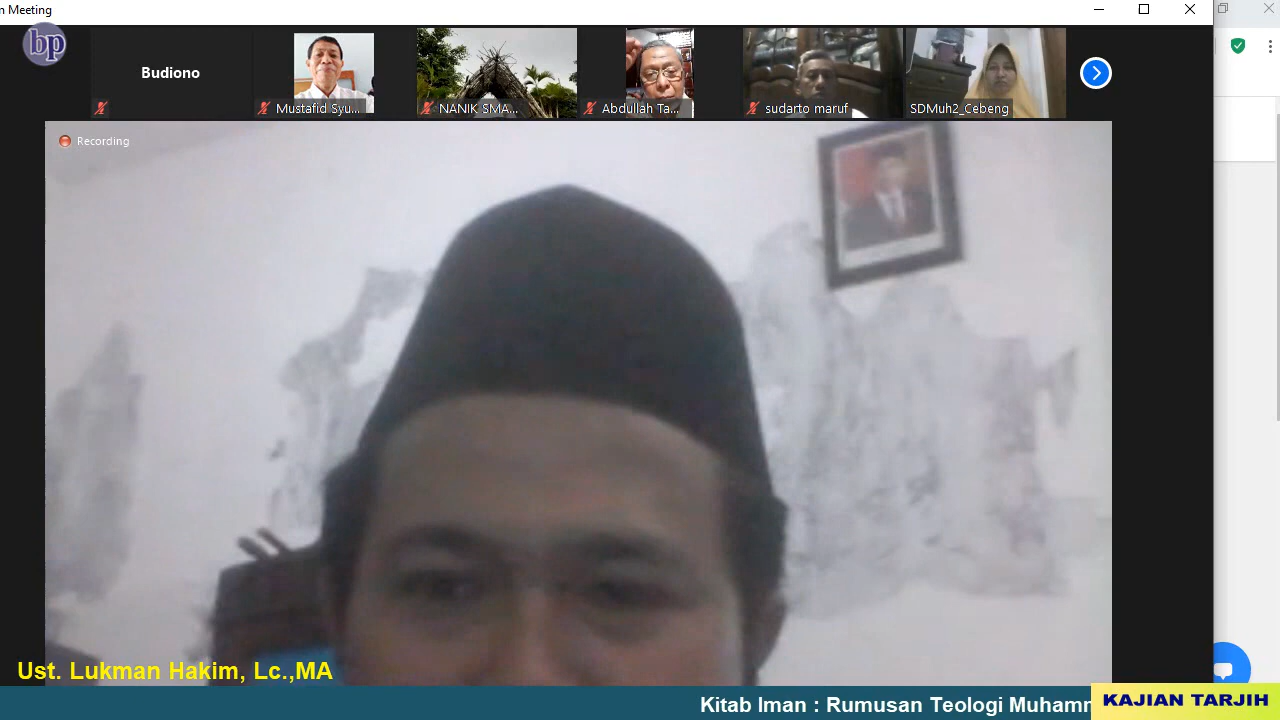 n Meeting
bp
Budiono
Mustafid Syu...
NANIK SMA...
Abdullah Ta...
sudarto maruf
SDMuh2_Cebeng
Recording
Ust. Lukman Hakim, Lc.,MA
Kitab Iman : Rumusan Teologi Muhamm
KAJIAN TARJIH